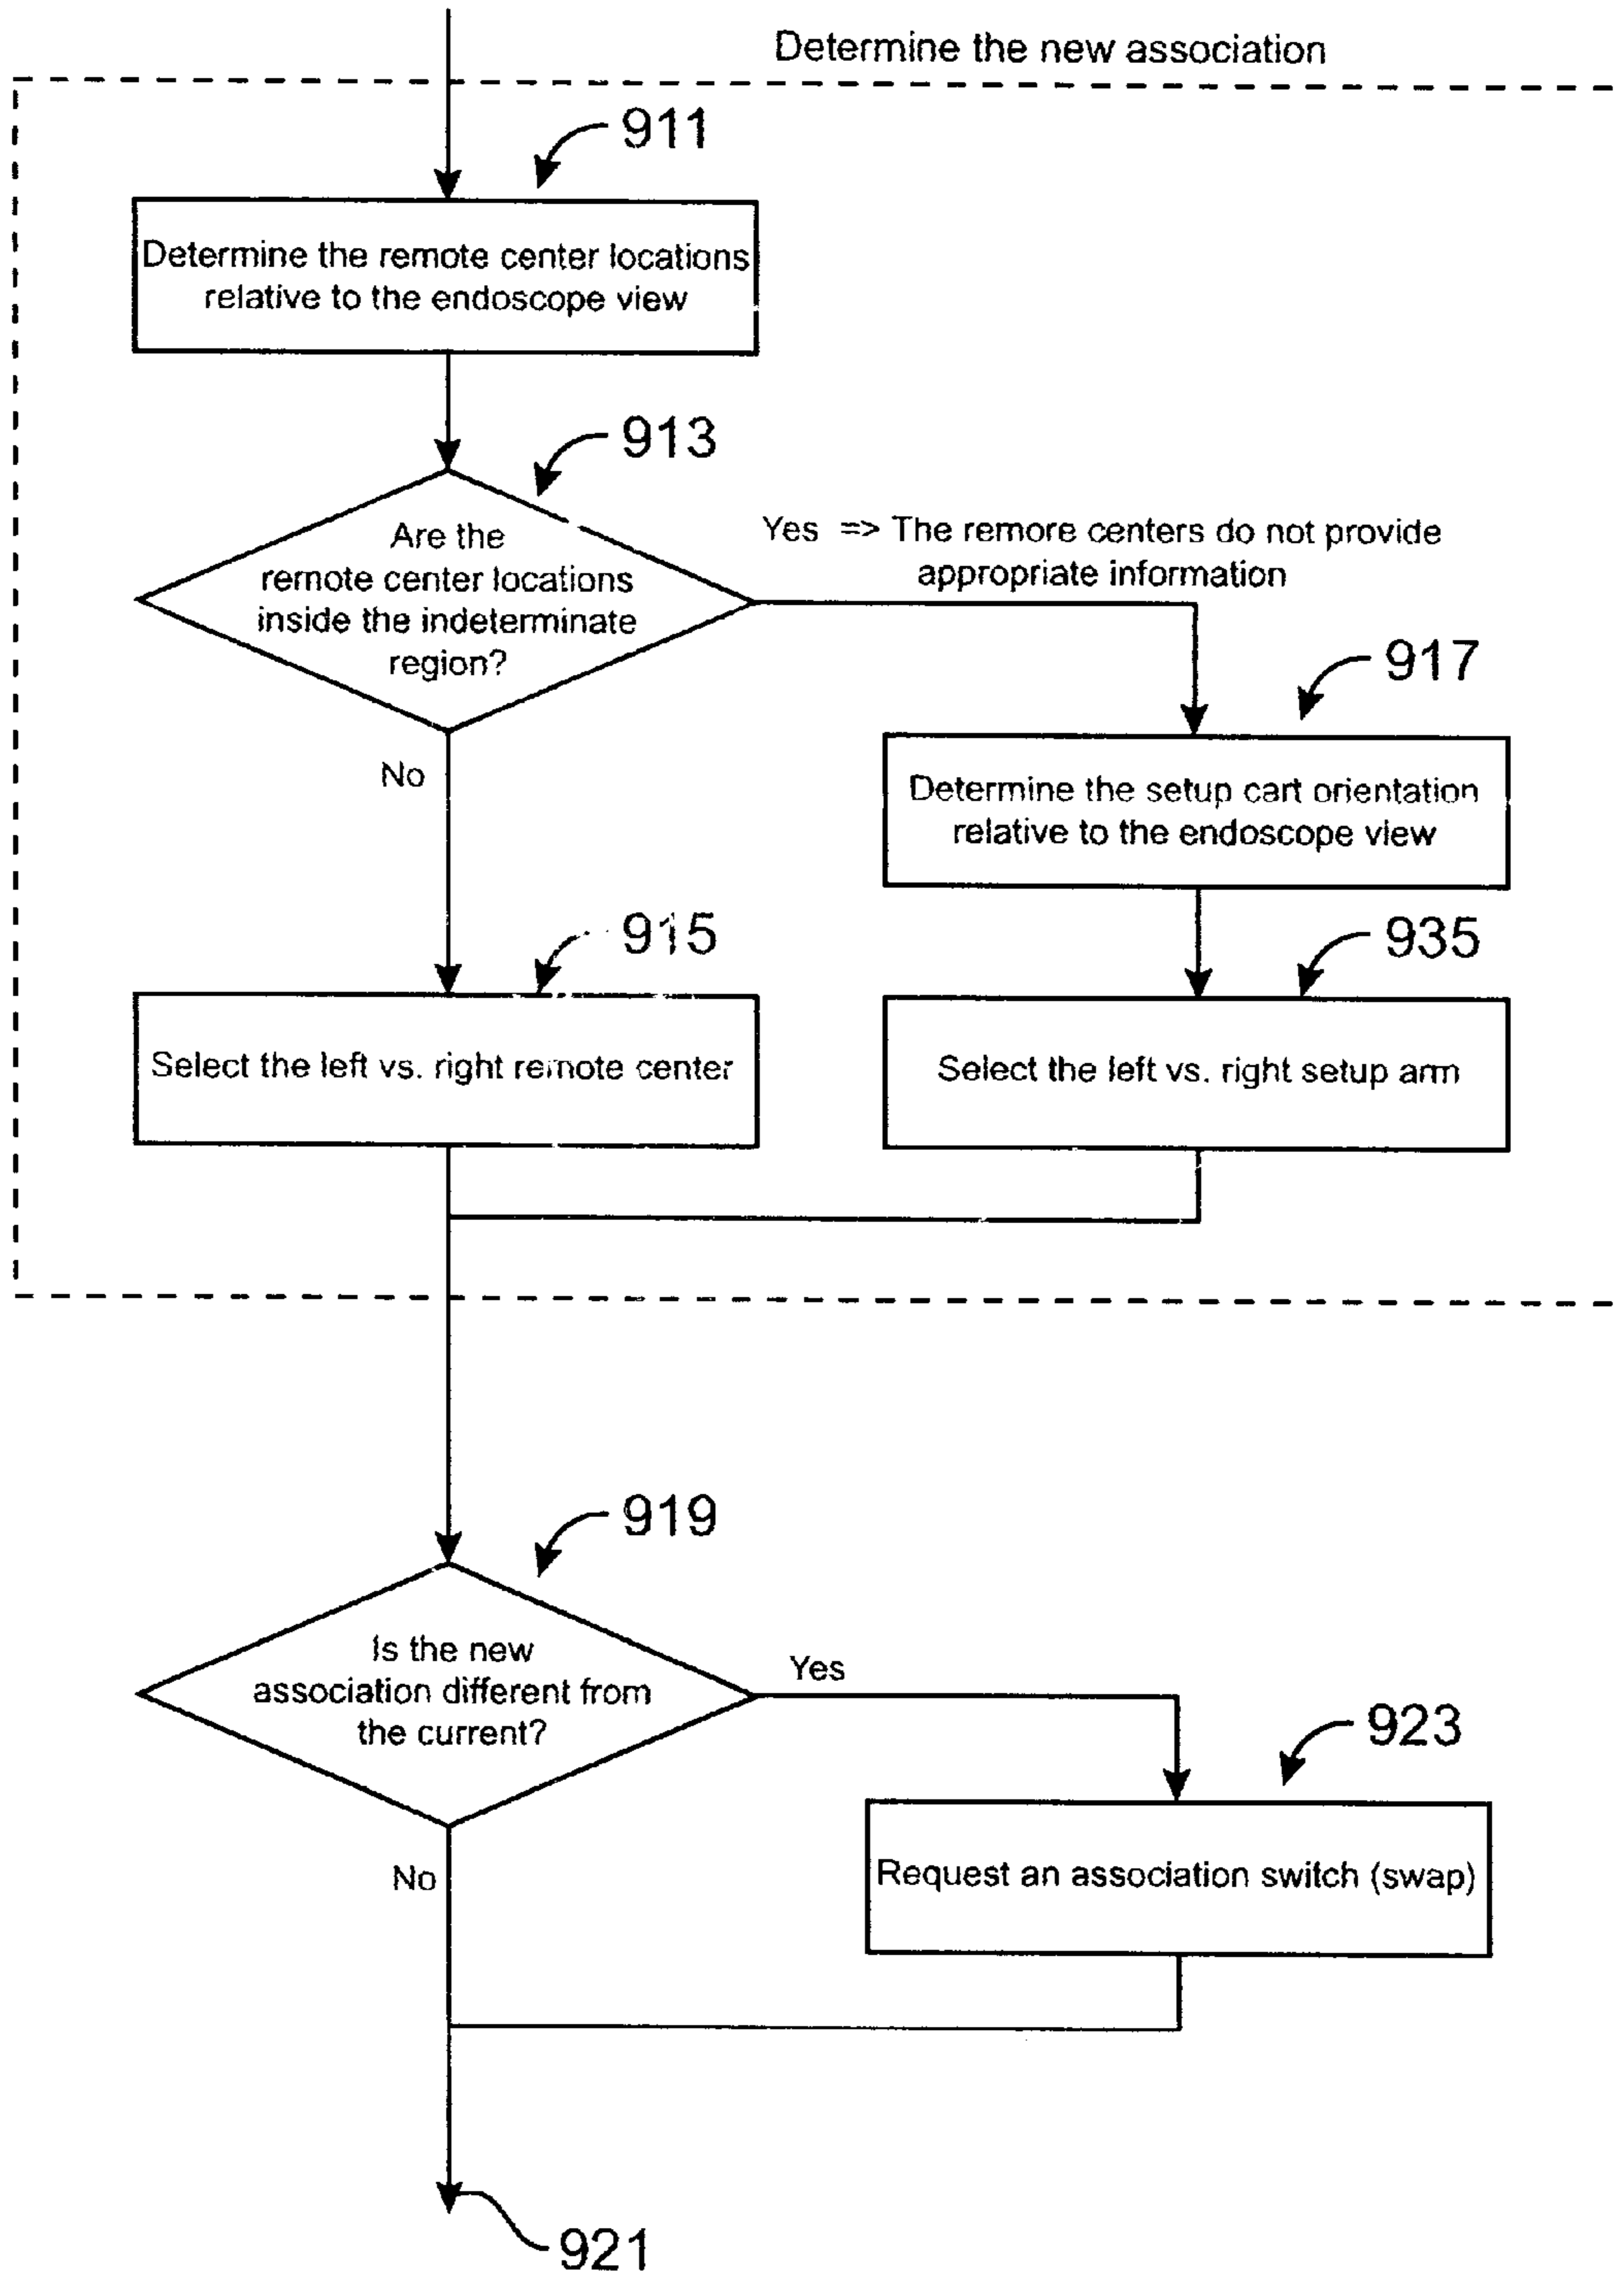 Determine the new association
911
Determine the remote center locations
relative to the endoscope view
913
Are the
remote center locations
inside the indeterminate
region?
Yes => The remore centers do not provide
appropriate information
No
917
Determine the setup cart orientation
relative to the endoscope view
915
Select the left vs. right remote center
935
Select the left vs. right setup arm
919
Is the new
association different from
the current?
Yes
No
923
Request an association switch (swap)
921